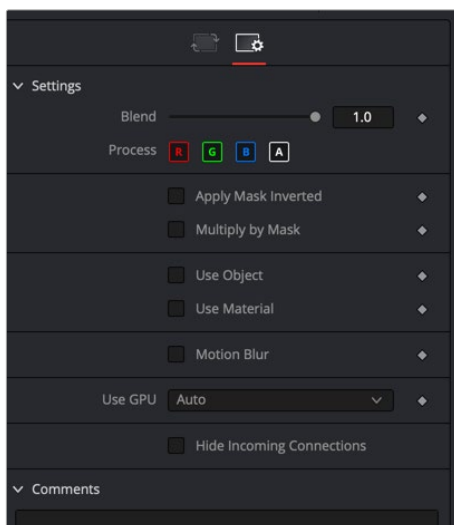 Settings
Blend 1.0
Process R G B A
Apply Mask Inverted
Multiply by Mask
Use Object
Use Material
Motion Blur
Use GPU Auto
Hide Incoming Connections
Comments